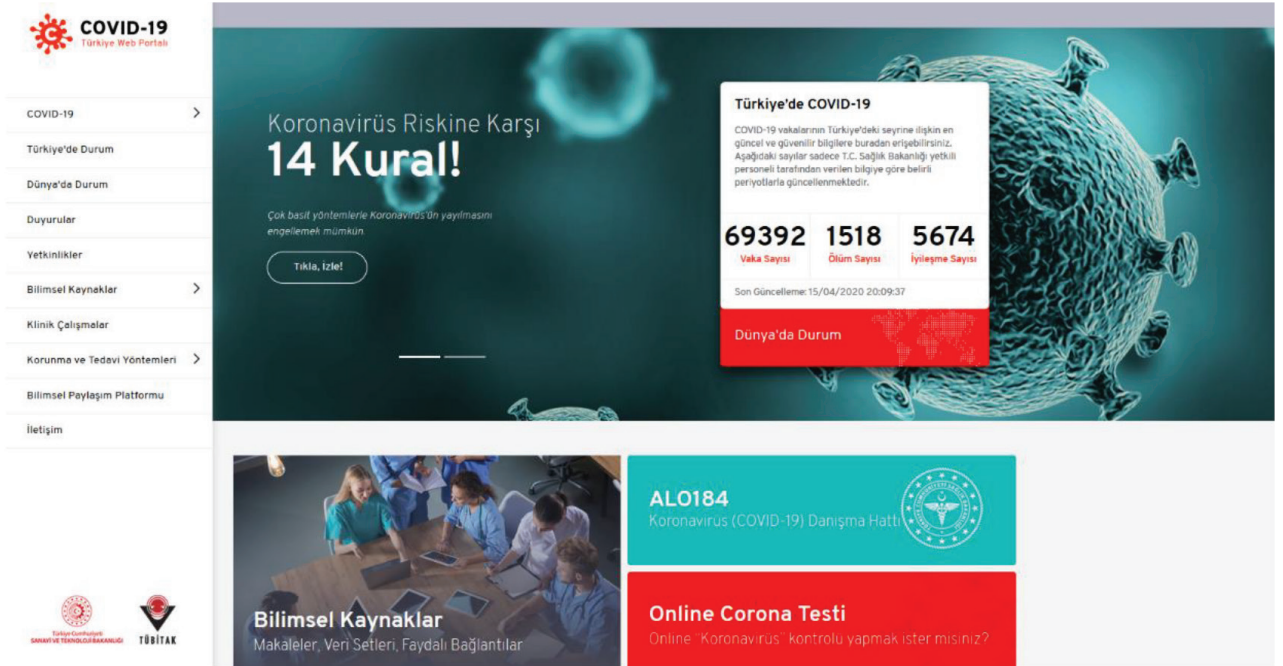 COVID-19
Türkiye Web Portalı
COVID-19
Türkiye'de Durum
Dünya'da Durum
Duyurular
Yetkinlikler
Bilimsel Kaynaklar
Klinik Çalışmalar
Korunma ve Tedavi Yöntemleri
Bilimsel Paylaşım Platformu
İletişim
Türkiye Cumhuriyeti
SANAYİ VE TEKNOLOJİ BAKANLIĞI
TÜBİTAK
Koronavirüs Riskine Karşı
14 Kural!
Çok basit yöntemlerle Koronavirüs'ün yayılmasını
engellemek mümkün.
Tıkla, İzle!
Türkiye'de COVID-19
COVID-19 vakalarının Türkiye'deki seyrine ilişkin en
güncel ve güvenilir bilgilere buradan erişebilirsiniz.
Aşağıdaki sayılar sadece T.C. Sağlık Bakanlığı yetkili
personeli tarafından verilen bilgiye göre belirli
periyotlarla güncellenmektedir.
69392 1518 5674
Vaka Sayısı Ölüm Sayısı İyileşme Sayısı
Son Güncelleme: 15/04/2020 20:09:37
Dünya'da Durum
Bilimsel Kaynaklar
Makaleler, Veri Setleri, Faydalı Bağlantılar
ALO184
Koronavirüs (COVID-19) Danışma Hattı
Online Corona Testi
Online "Koronavirüs" kontrolü yapmak ister misiniz?